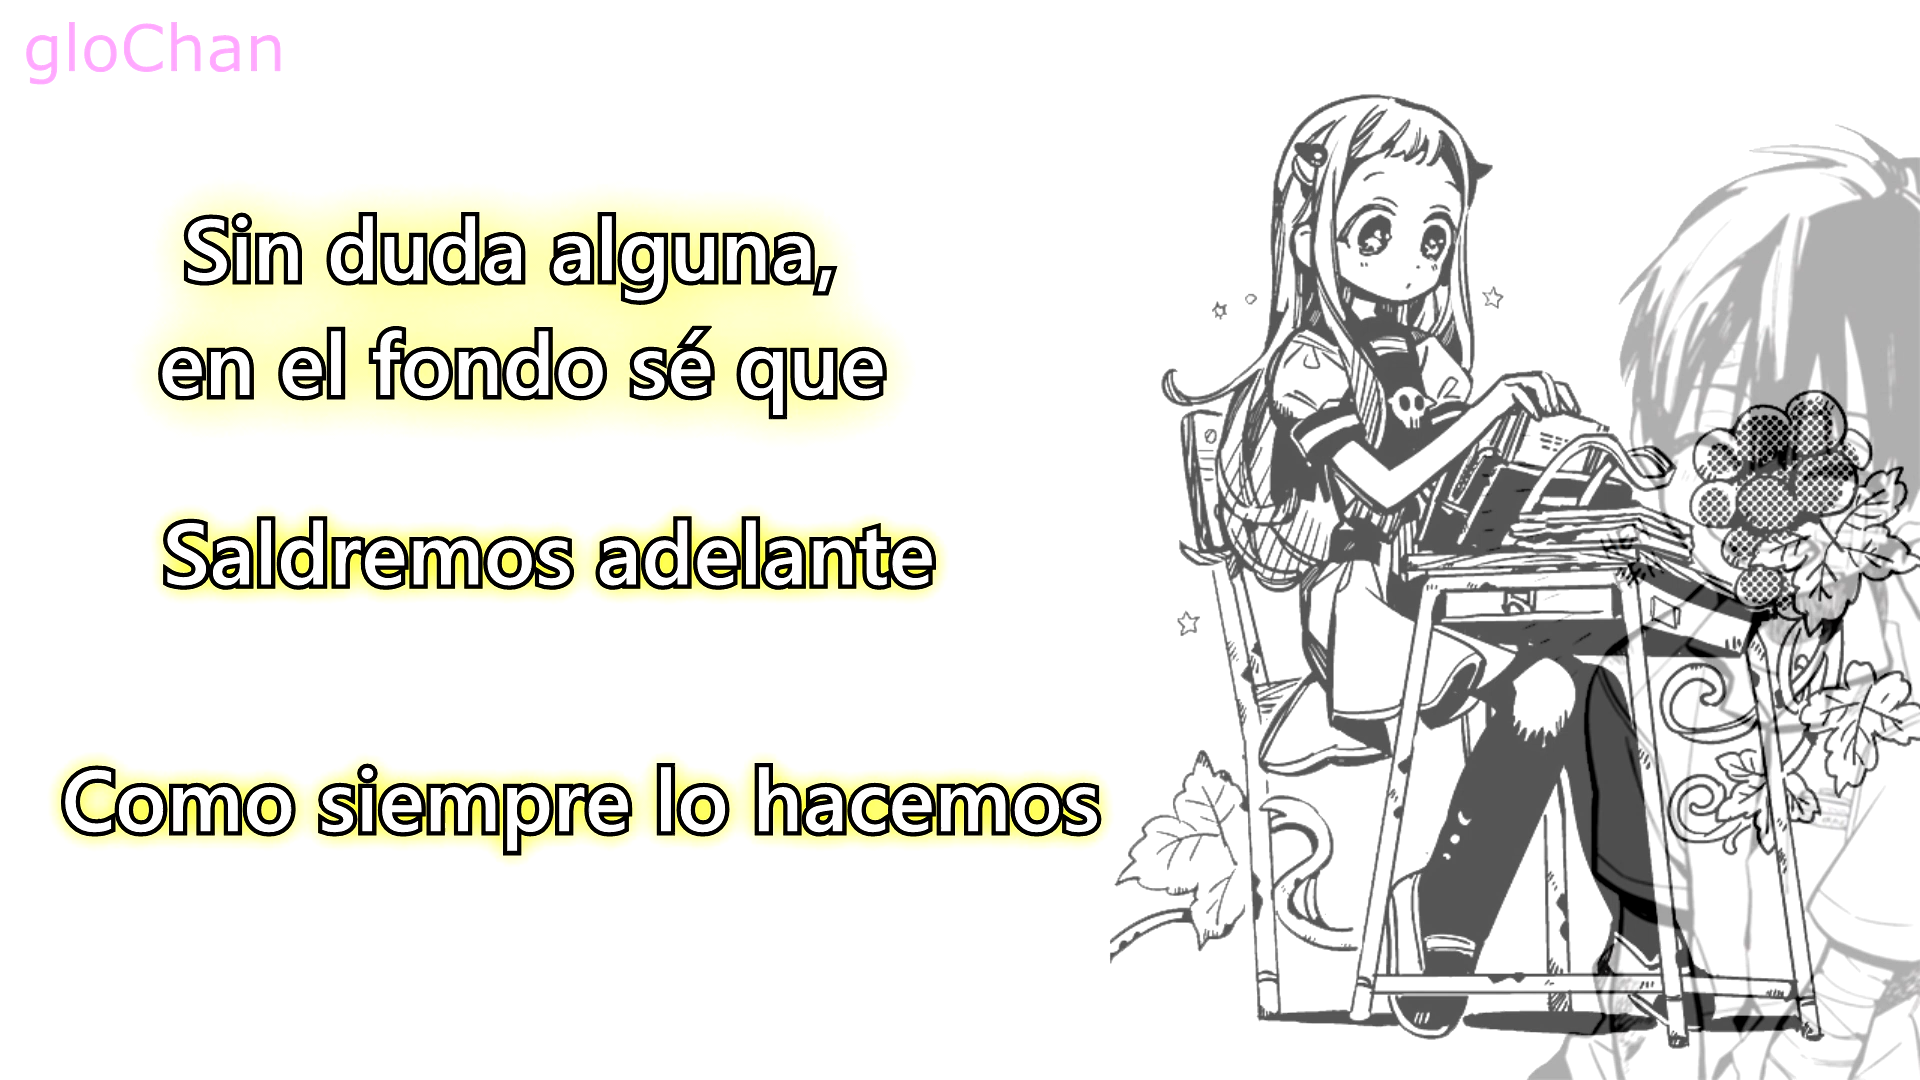 gloChan
Sin duda alguna,
en el fondo sé que
Saldremos adelante
Como siempre lo hacemos